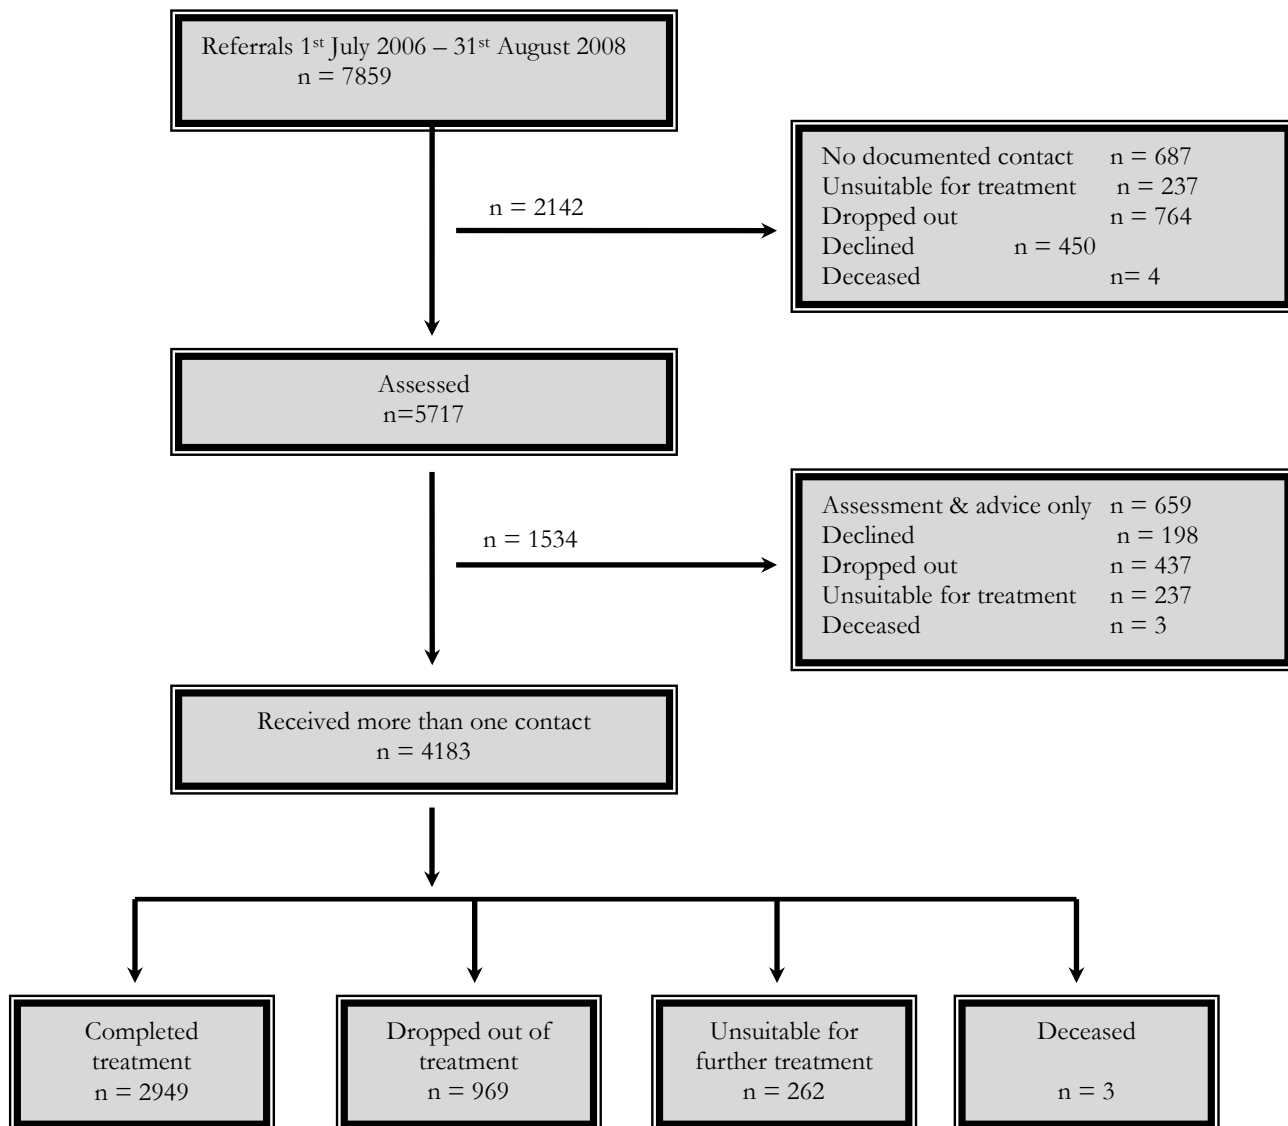 Referrals 1st July 2006 – 31st August 2008
n = 7859
n = 2142
No documented contact n = 687
Unsuitable for treatment n = 237
Dropped out n = 764
Declined n = 450
Deceased n= 4
Assessed
n=5717
n = 1534
Assessment & advice only n = 659
Declined n = 198
Dropped out n = 437
Unsuitable for treatment n = 237
Deceased n = 3
Received more than one contact
n = 4183
Completed
treatment
n = 2949
Dropped out of
treatment
n = 969
Unsuitable for
further treatment
n = 262
Deceased
n = 3